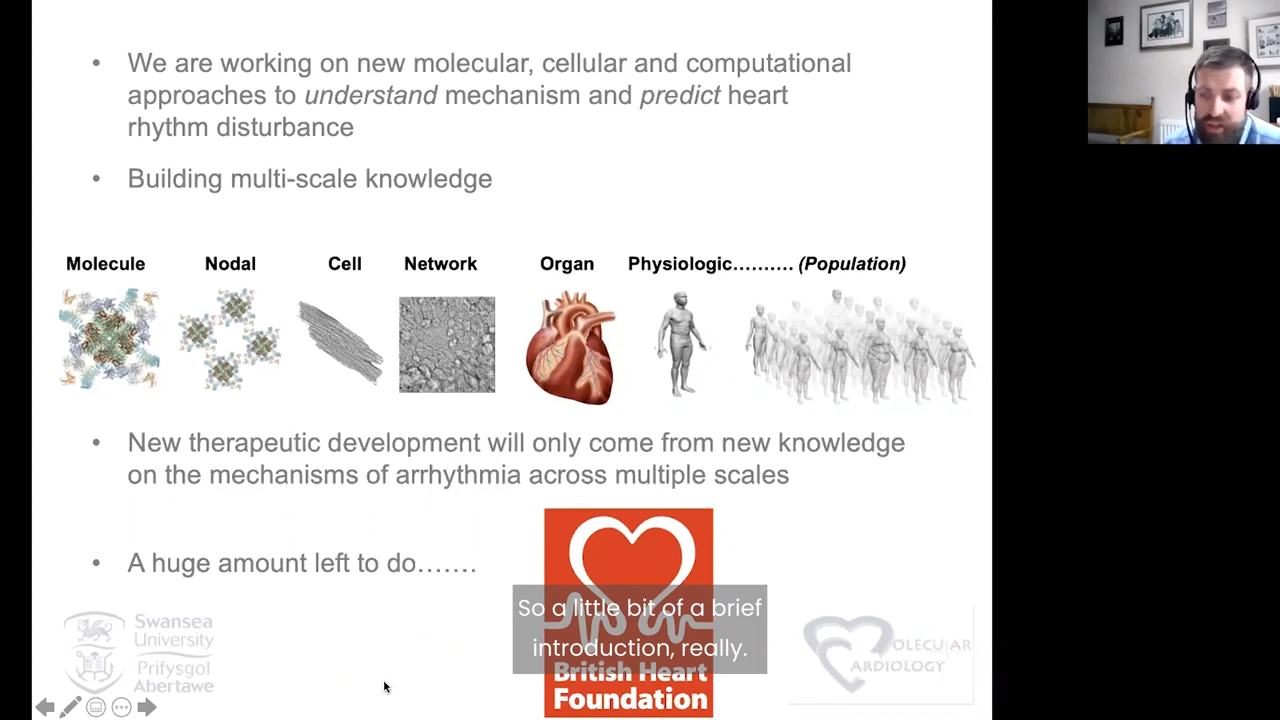 • We are working on new molecular, cellular and computational
approaches to understand mechanism and predict heart
rhythm disturbance
• Building multi-scale knowledge
Molecule Nodal Cell Network Organ Physiologic.......... (Population)
• New therapeutic development will only come from new knowledge
on the mechanisms of arrhythmia across multiple scales
• A huge amount left to do.......
Swansea
University
Prifysgol
Abertawe
So a little bit of a brief
introduction, really.
British Heart
Foundation
MOLECULAR
CARDIOLOGY